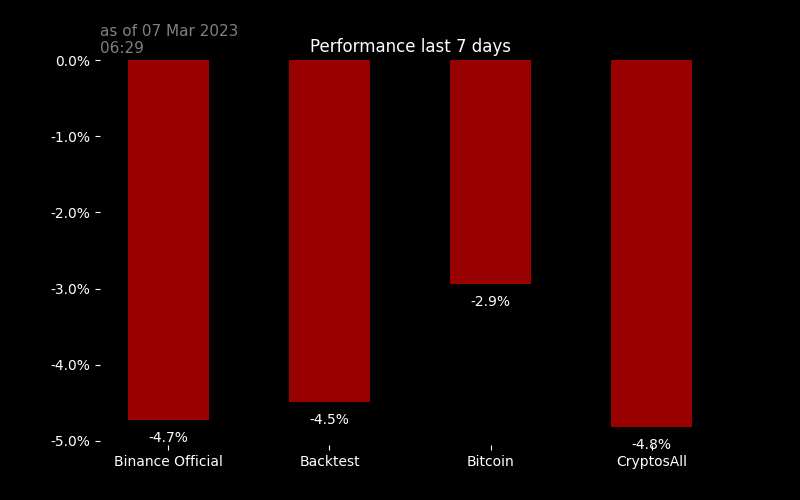 as of 07 Mar 2023
06:29
Performance last 7 days
0.0%
-1.0%
-2.0%
-3.0%
-4.0%
-5.0%
-4.7%
-4.5%
-2.9%
-4.8%
Binance Official
Backtest
Bitcoin
CryptosAll